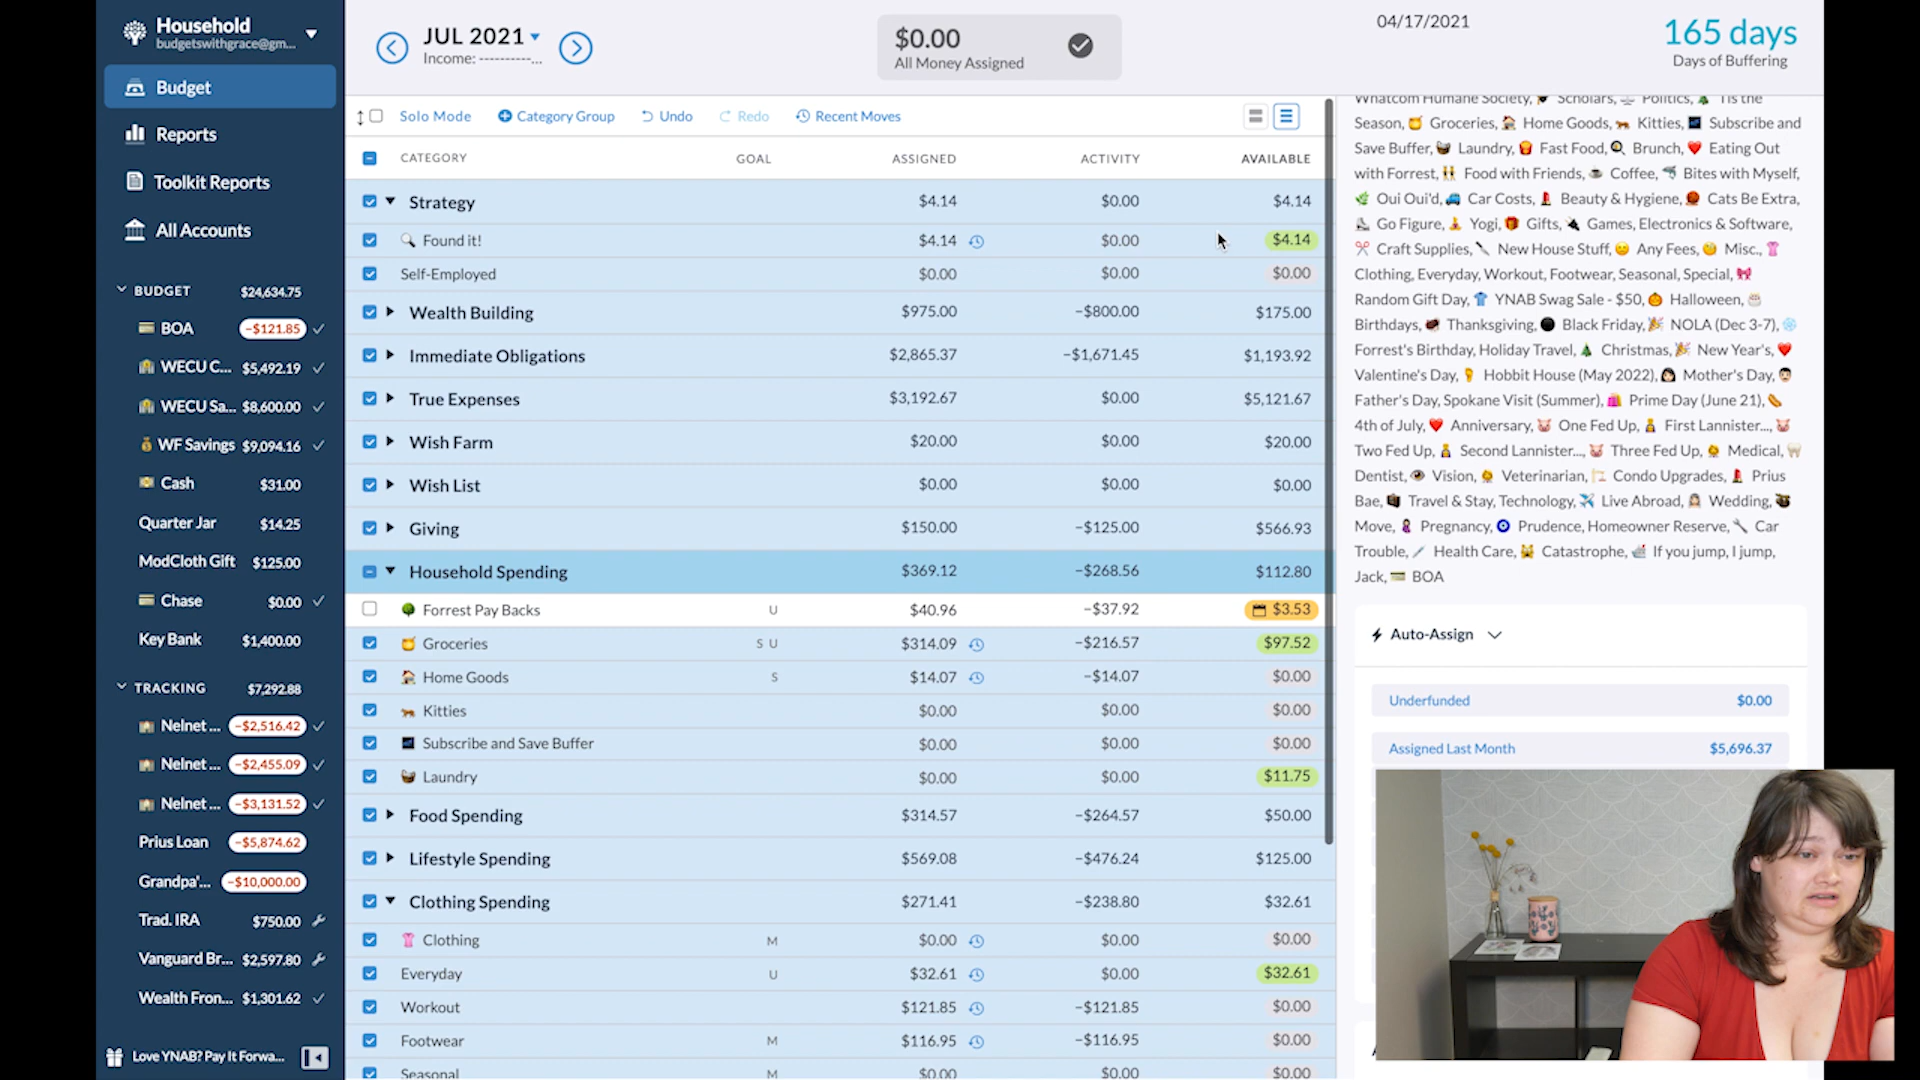 Household
budgetswithgrace@gm...
Budget
Reports
Toolkit Reports
All Accounts
BUDGET $24,634.75
BOA -$121.85
WECU C... $5,492.19
WECU Sa... $8,600.00
WF Savings $9,094.16
Cash $31.00
Quarter Jar $14.25
ModCloth Gift $125.00
Chase $0.00
Key Bank $1,400.00
TRACKING $7,292.88
Nelnet ... -$2,516.42
Nelnet ... -$2,455.09
Nelnet ... -$3,131.52
Prius Loan -$5,874.62
Grandpa'... -$10,000.00
Trad. IRA $750.00
Vanguard Br... $2,597.80
Wealth Fron... $1,301.62
Love YNAB? Pay It Forwa...
JUL 2021
Income: ----------...
$0.00
All Money Assigned
04/17/2021
165 days
Days of Buffering
Solo Mode Category Group Undo Redo Recent Moves
CATEGORY GOAL ASSIGNED ACTIVITY AVAILABLE
Strategy $4.14 $0.00 $4.14
Found it! $4.14 $0.00 $4.14
Self-Employed $0.00 $0.00 $0.00
Wealth Building $975.00 -$800.00 $175.00
Immediate Obligations $2,865.37 -$1,671.45 $1,193.92
True Expenses $3,192.67 $0.00 $5,121.67
Wish Farm $20.00 $0.00 $20.00
Wish List $0.00 $0.00 $0.00
Giving $150.00 -$125.00 $566.93
Household Spending $369.12 -$268.56 $112.80
Forrest Pay Backs U $40.96 -$37.92 $3.53
Groceries S U $314.09 -$216.57 $97.52
Home Goods S $14.07 -$14.07 $0.00
Kitties $0.00 $0.00 $0.00
Subscribe and Save Buffer $0.00 $0.00 $0.00
Laundry $0.00 $0.00 $11.75
Food Spending $314.57 -$264.57 $50.00
Lifestyle Spending $569.08 -$476.24 $125.00
Clothing Spending $271.41 -$238.80 $32.61
Clothing M $0.00 $0.00 $0.00
Everyday U $32.61 $0.00 $32.61
Workout $121.85 -$121.85 $0.00
Footwear M $116.95 -$116.95 $0.00
Seasonal M $0.00 $0.00 $0.00
Whatcom Humane Society, Scholars, Politics, Tis the
Season, Groceries, Home Goods, Kitties, Subscribe and
Save Buffer, Laundry, Fast Food, Brunch, Eating Out
with Forrest, Food with Friends, Coffee, Bites with Myself,
Oui Oui'd, Car Costs, Beauty & Hygiene, Cats Be Extra,
Go Figure, Yogi, Gifts, Games, Electronics & Software,
Craft Supplies, New House Stuff, Any Fees, Misc.,
Clothing, Everyday, Workout, Footwear, Seasonal, Special,
Random Gift Day, YNAB Swag Sale - $50, Halloween,
Birthdays, Thanksgiving, Black Friday, NOLA (Dec 3-7),
Forrest's Birthday, Holiday Travel, Christmas, New Year's,
Valentine's Day, Hobbit House (May 2022), Mother's Day,
Father's Day, Spokane Visit (Summer), Prime Day (June 21),
4th of July, Anniversary, One Fed Up, First Lannister...,
Two Fed Up, Second Lannister..., Three Fed Up, Medical,
Dentist, Vision, Veterinarian, Condo Upgrades, Prius
Bae, Travel & Stay, Technology, Live Abroad, Wedding,
Move, Pregnancy, Prudence, Homeowner Reserve, Car
Trouble, Health Care, Catastrophe, If you jump, I jump,
Jack, BOA
Auto-Assign
Underfunded $0.00
Assigned Last Month $5,696.37